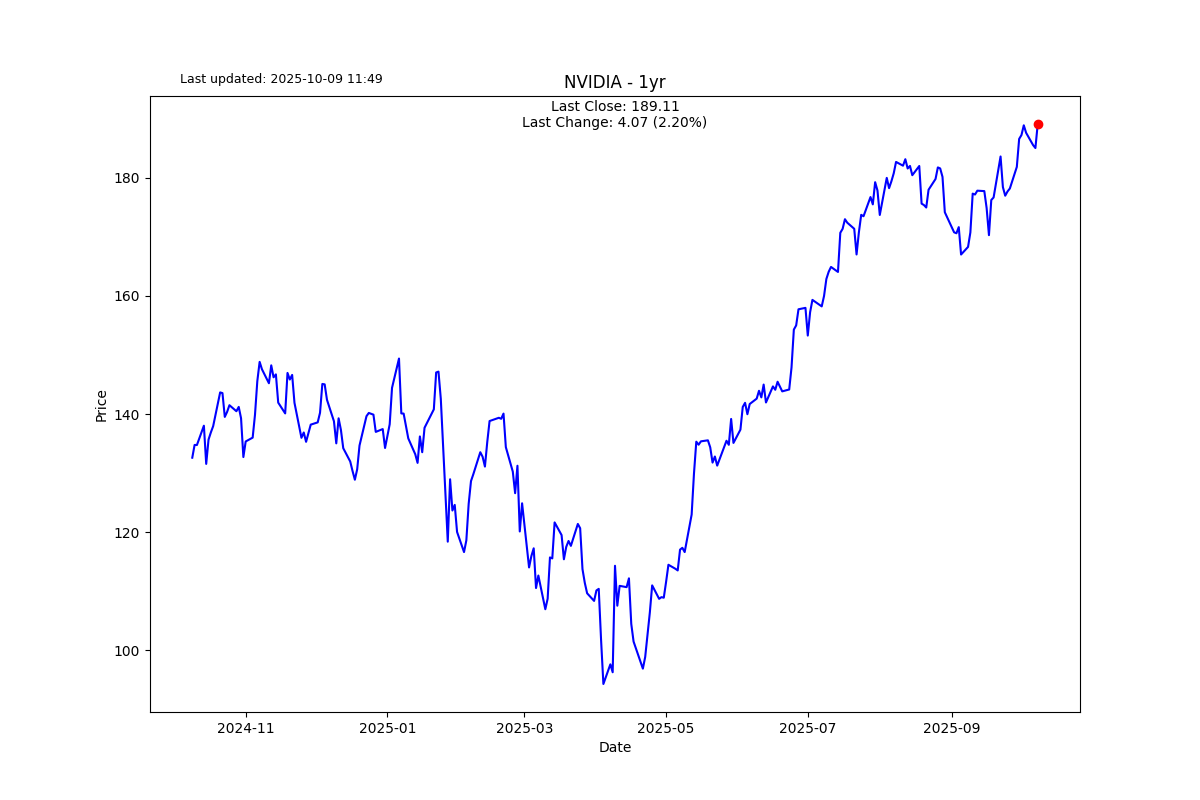 Last updated: 2025-10-09 11:49
NVIDIA - 1yr
Last Close: 189.11
Last Change: 4.07 (2.20%)
Price
180
160
140
120
100
2024-11
2025-01
2025-03
2025-05
2025-07
2025-09
Date